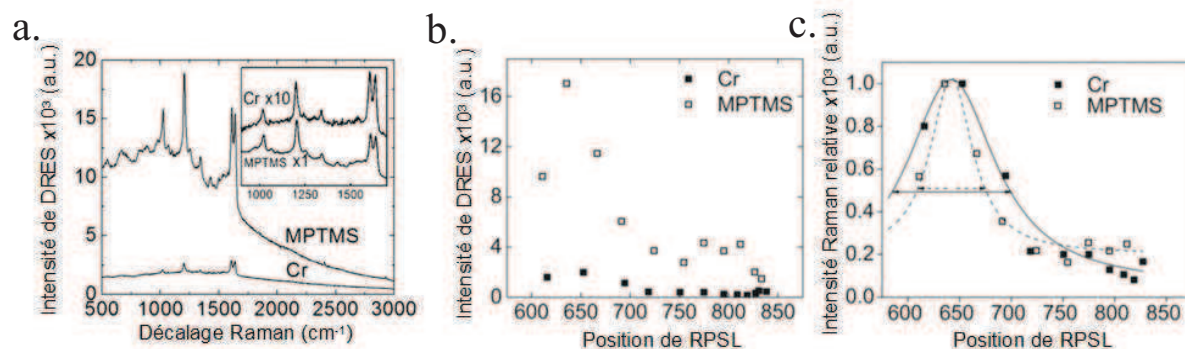 a.
Intensité de DRES x10³ (a.u.)
20
15
10
5
0
500 1000 1500 2000 2500 3000
Décalage Raman (cm⁻¹)
MPTMS
Cr
Cr x10
MPTMS x1
1000 1250 1500
b.
Intensité de DRES x10³ (a.u.)
16
12
8
4
0
600 650 700 750 800 850
Position de RPSL
Cr
MPTMS
c.
Intensité Raman relative x10³ (a.u.)
1.0
0.8
0.6
0.4
0.2
0.0
600 650 700 750 800 850
Position de RPSL
Cr
MPTMS